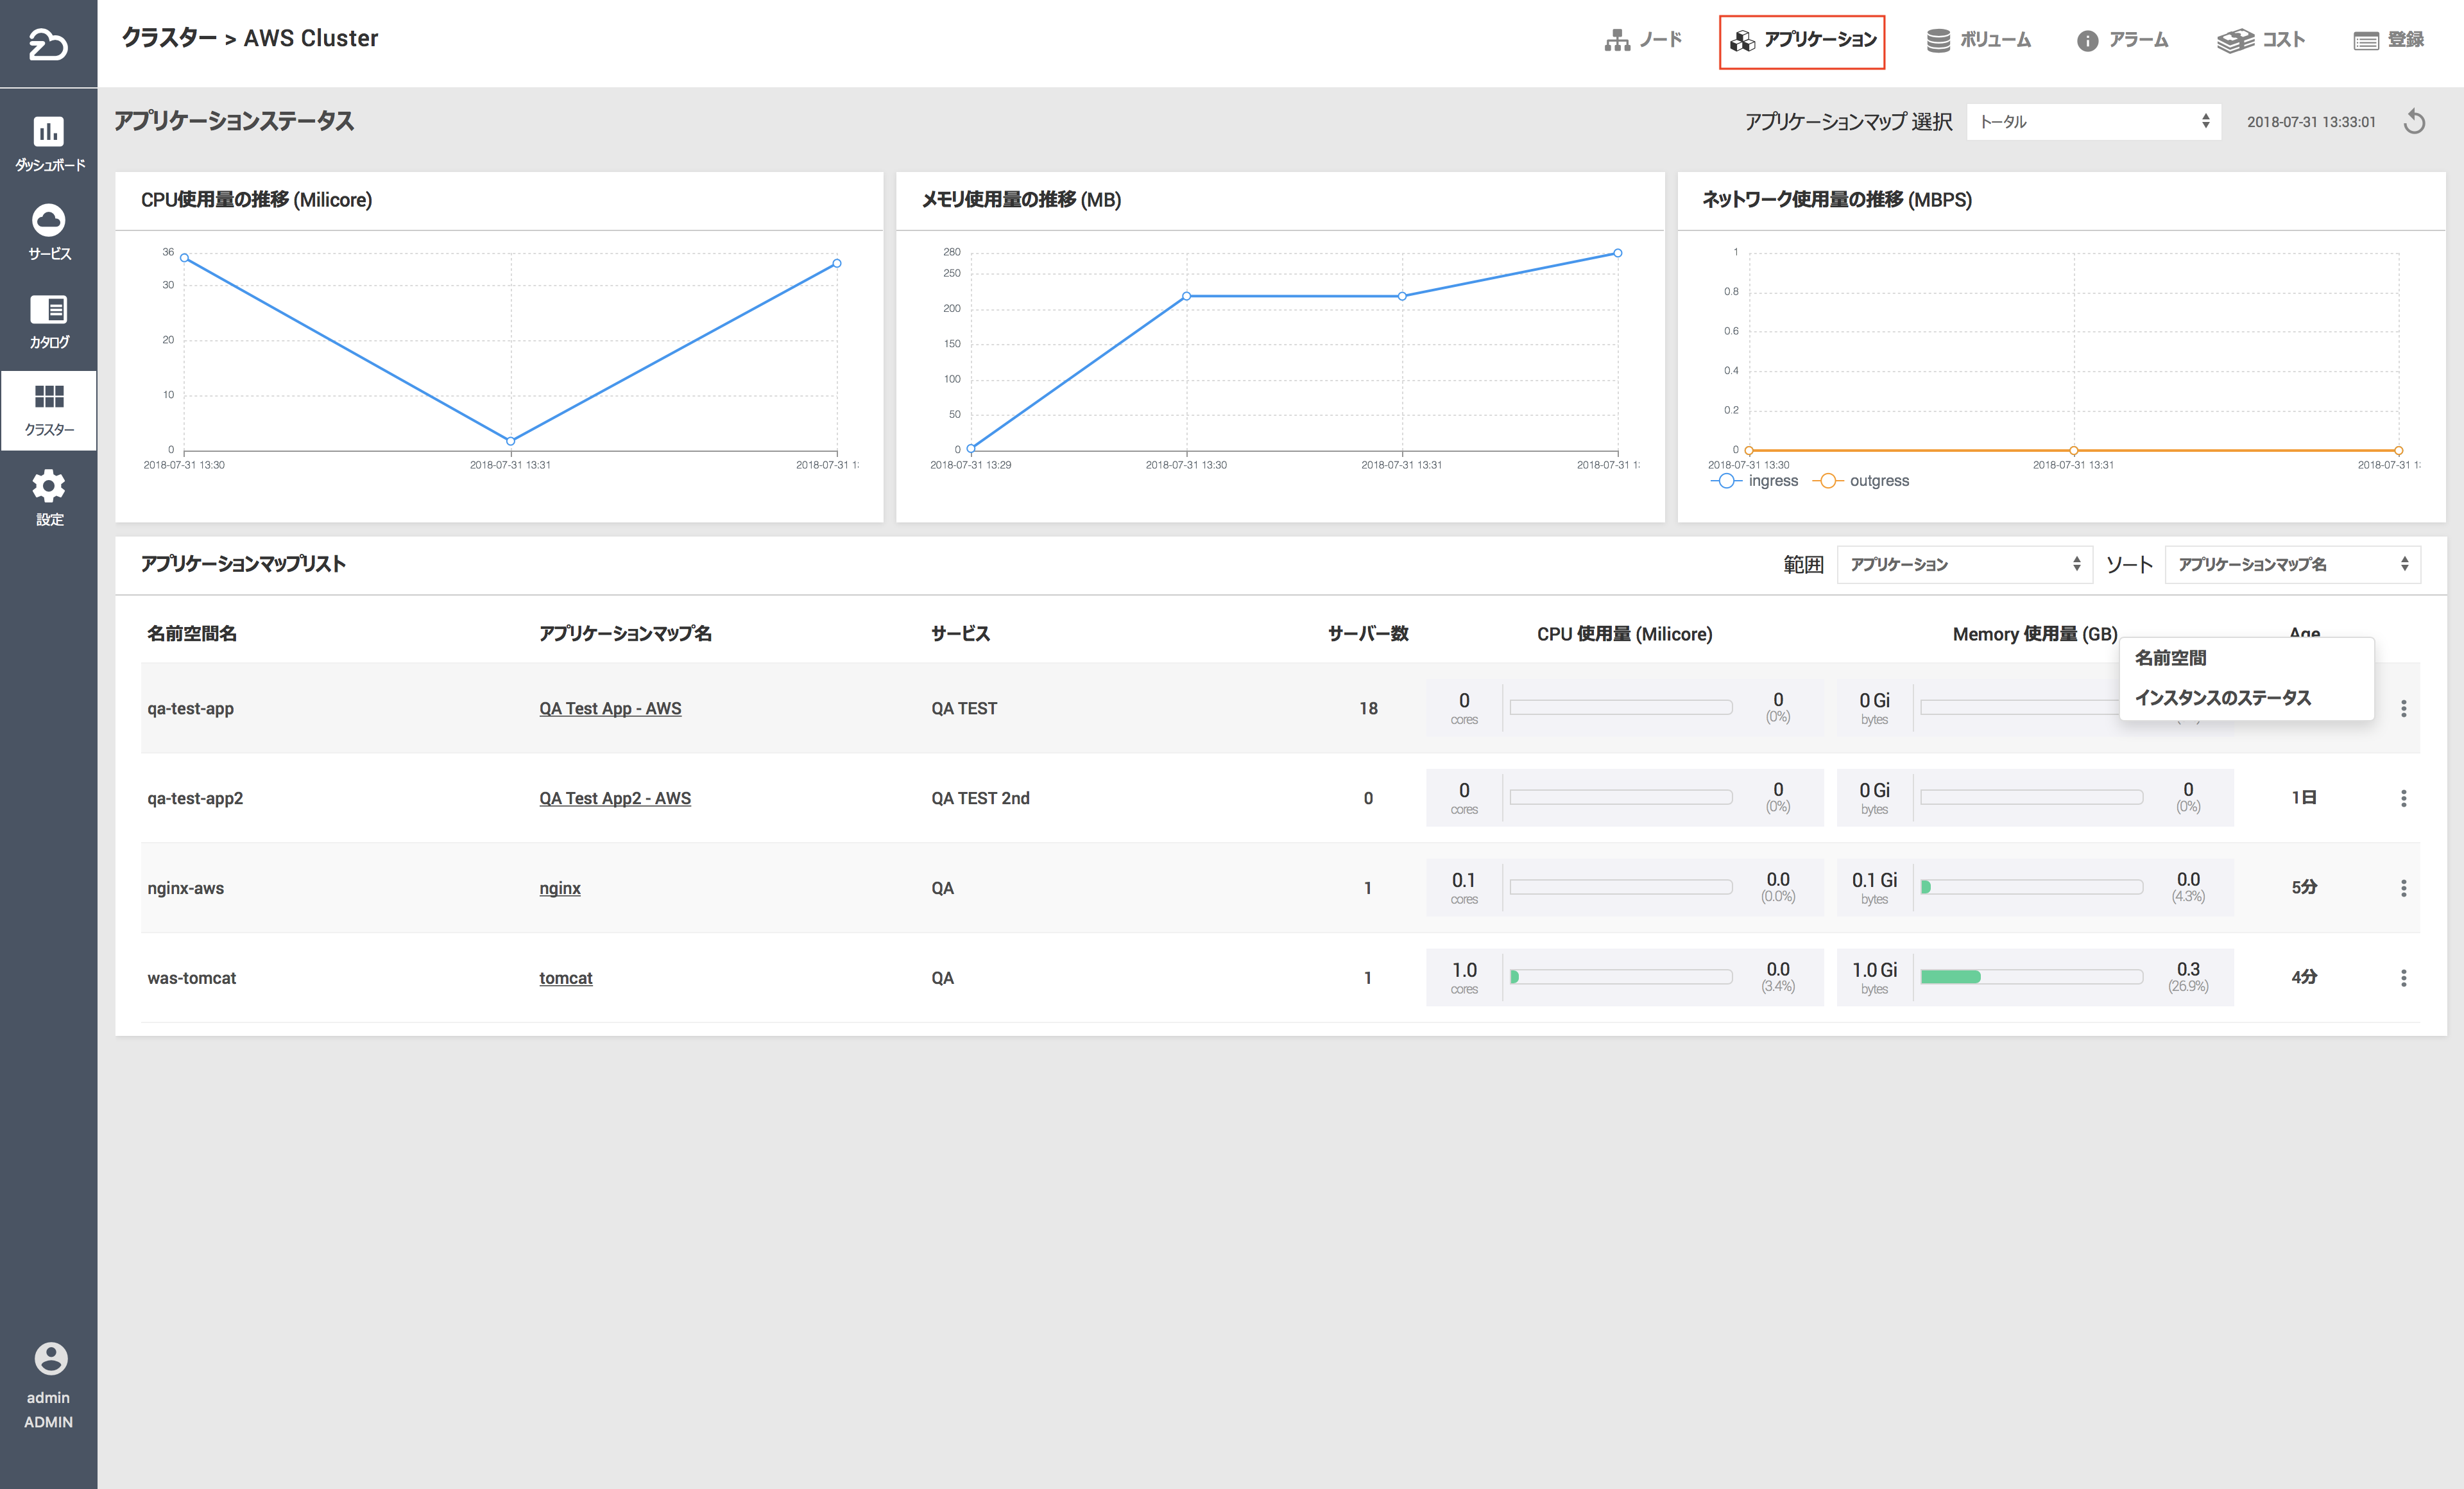 クラスター > AWS Cluster
ノード
アプリケーション
ボリューム
アラーム
コスト
登録
ダッシュボード
サービス
カタログ
クラスター
設定
admin
ADMIN
アプリケーションステータス
アプリケーションマップ 選択
トータル
2018-07-31 13:33:01
CPU使用量の推移 (Milicore)
36
30
20
10
0
2018-07-31 13:30
2018-07-31 13:31
2018-07-31 1
メモリ使用量の推移 (MB)
280
250
200
150
100
50
0
2018-07-31 13:29
2018-07-31 13:30
2018-07-31 13:31
2018-07-31 1
ネットワーク使用量の推移 (MBPS)
1
0.8
0.6
0.4
0.2
0
2018-07-31 13:30
2018-07-31 13:31
2018-07-31 1
ingress
outgress
アプリケーションマップリスト
範囲
アプリケーション
ソート
アプリケーションマップ名
名前空間名 アプリケーションマップ名 サービス サーバー数 CPU 使用量 (Milicore) Memory 使用量 (GB) Age
名前空間
インスタンスのステータス
qa-test-app QA Test App - AWS QA TEST 18 0 0 0 Gi
cores (0%) bytes
qa-test-app2 QA Test App2 - AWS QA TEST 2nd 0 0 0 0 Gi 0 1日
cores (0%) bytes (0%)
nginx-aws nginx QA 1 0.1 0.0 0.1 Gi 0.0 5分
cores (0.0%) bytes (4.3%)
was-tomcat tomcat QA 1 1.0 0.0 1.0 Gi 0.3 4分
cores (3.4%) bytes (26.9%)